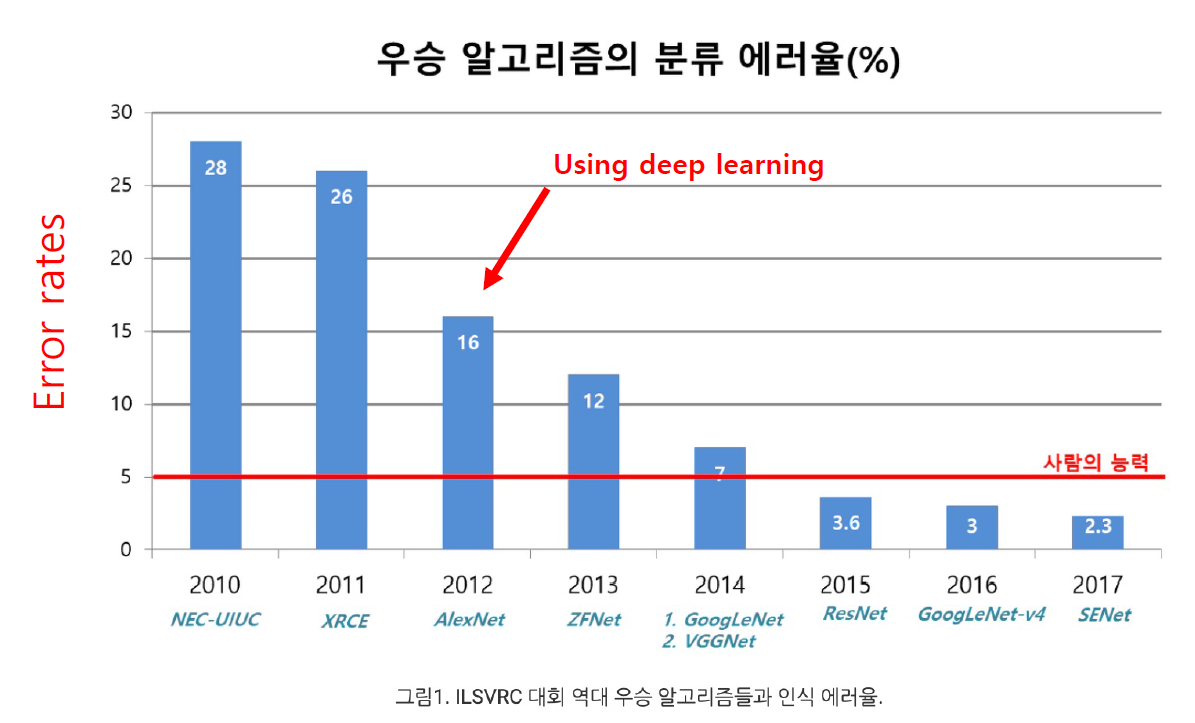 우승 알고리즘의 분류 에러율(%)
Error rates
30
25
20
15
10
5
0
Using deep learning
사람의 능력
28
26
16
12
7
3.6
3
2.3
2010
2011
2012
2013
2014
2015
2016
2017
NEC-UIUC
XRCE
AlexNet
ZFNet
1. GoogLeNet
2. VGGNet
ResNet
GoogLeNet-v4
SENet
그림1. ILSVRC 대회 역대 우승 알고리즘들과 인식 에러율.